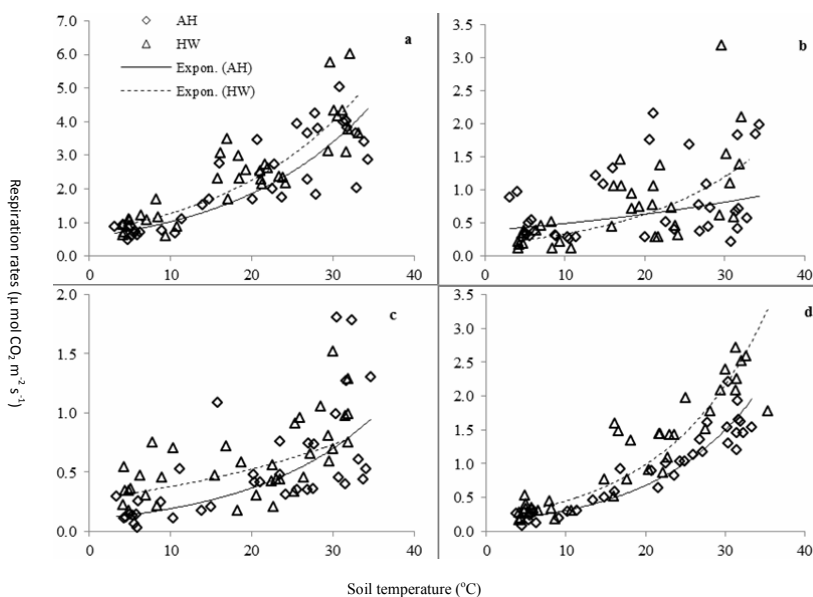 7.0
6.0
5.0
4.0
3.0
2.0
1.0
0.0
0 10 20 30 40
AH
HW
Expon. (AH)
Expon. (HW)
a
3.5
3.0
2.5
2.0
1.5
1.0
0.5
0.0
0 10 20 30 40
b
2.0
1.5
1.0
0.5
0.0
0 10 20 30 40
c
3.5
3.0
2.5
2.0
1.5
1.0
0.5
0.0
0 10 20 30 40
d
Respiration rates (µ mol CO₂ m⁻² s⁻¹)
Soil temperature (°C)